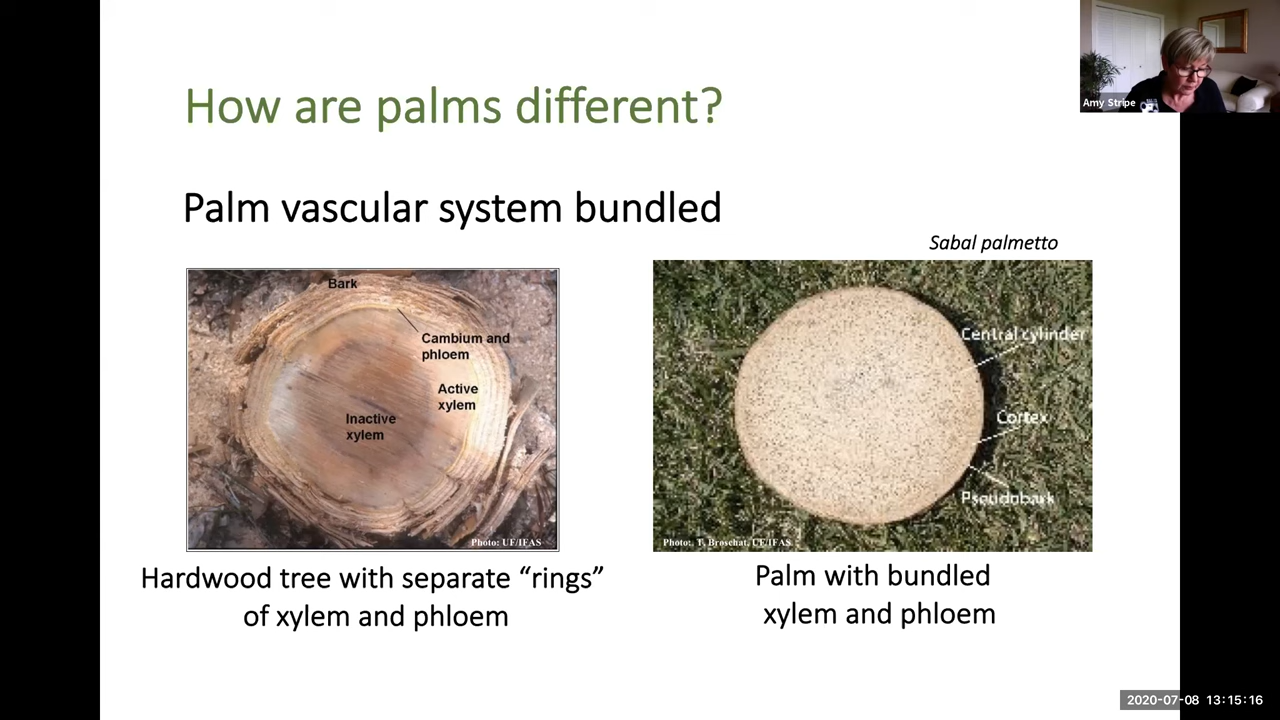 How are palms different?
Amy Stripe
Palm vascular system bundled
Sabal palmetto
Bark
Cambium and
phloem
Active
xylem
Inactive
xylem
Photo: UF/IFAS
Central cylinder
Cortex
Pseudobark
Photo: T. Broschat, UF/IFAS
Hardwood tree with separate “rings”
of xylem and phloem
Palm with bundled
xylem and phloem
2020-07-08 13:15:16